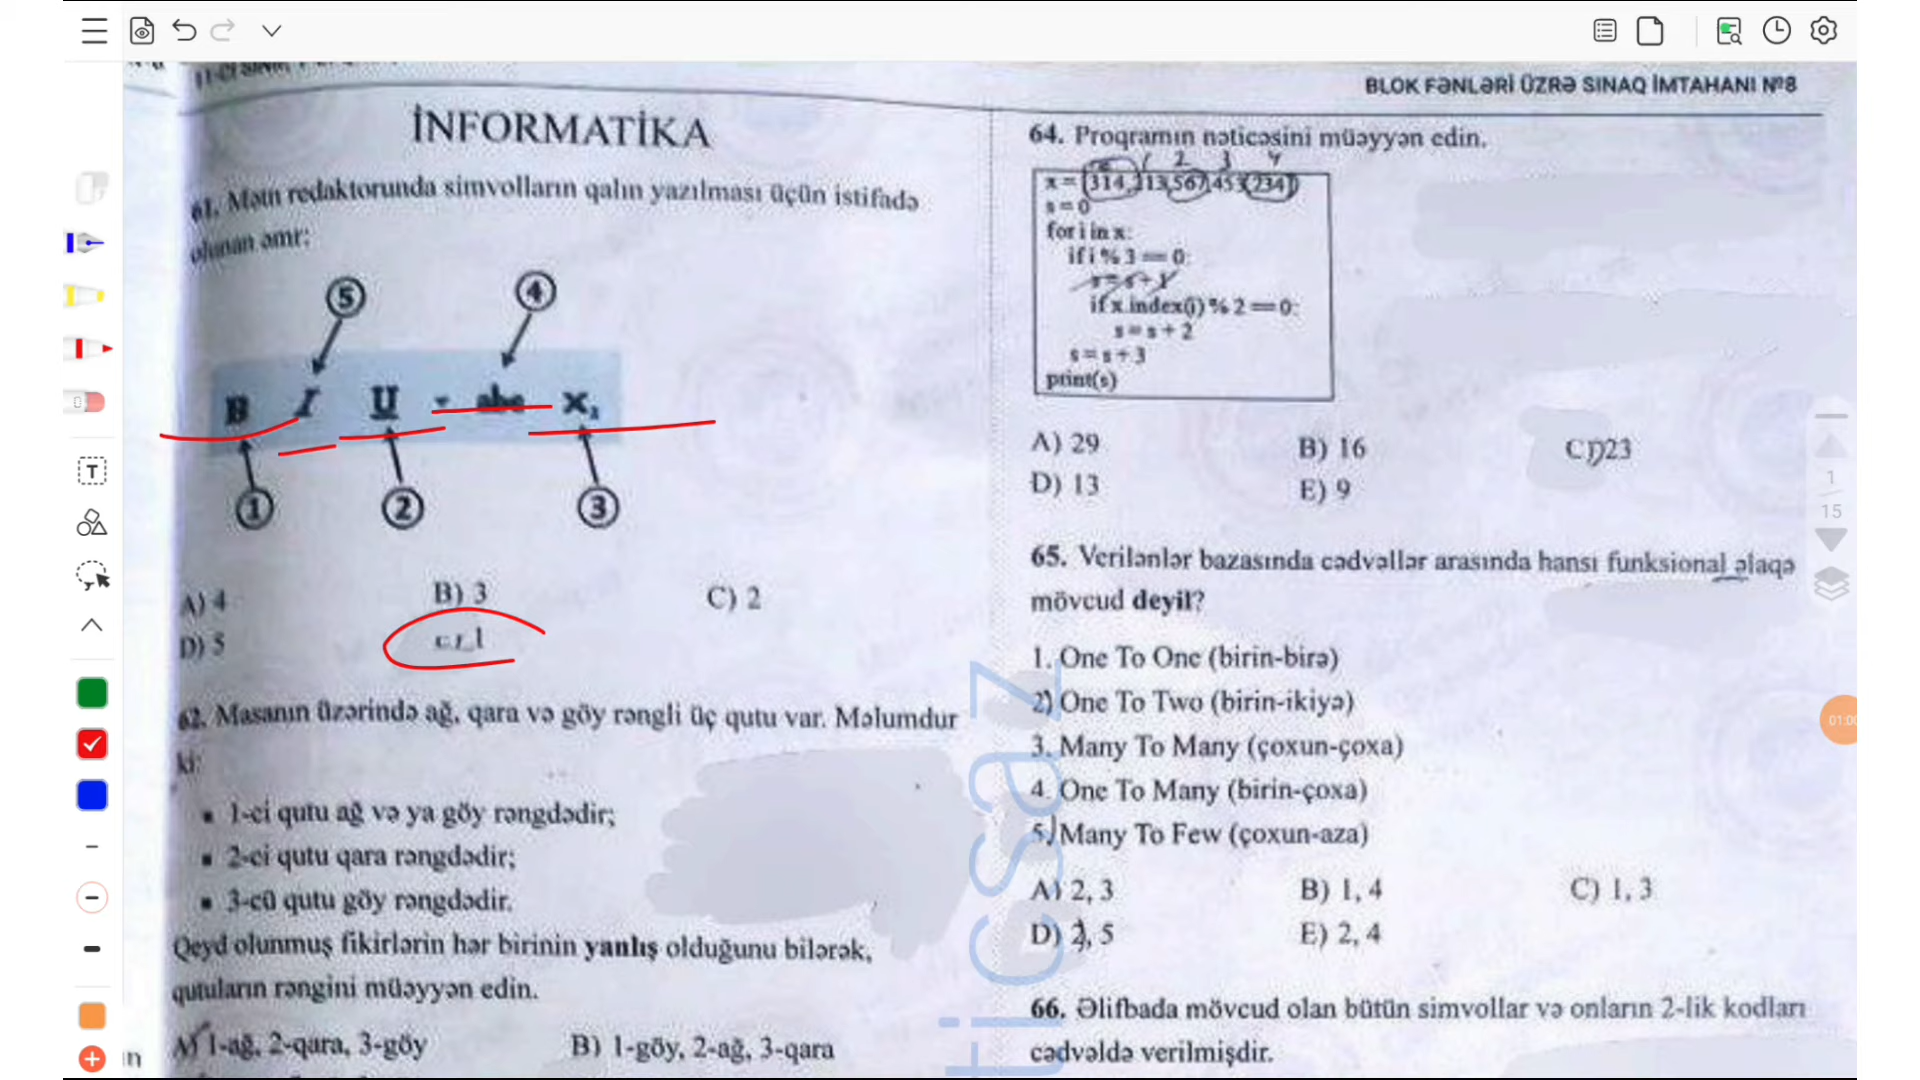 BLOK FƏNLƏRİ ÜZRƏ SINAQ İMTAHANI №8
İNFORMATİKA
61. Mətn redaktorunda simvolların qalın yazılması üçün istifadə
olunan əmr:
5
4
B I U abc X₂
1
2
3
A) 4
B) 3
C) 2
D) 5
1
62. Masanın üzərində ağ, qara və göy rəngli üç qutu var. Məlumdur
ki:
▪ 1-ci qutu ağ və ya göy rəngdədir;
▪ 2-ci qutu qara rəngdədir;
▪ 3-cü qutu göy rəngdədir.
Qeyd olunmuş fikirlərin hər birinin yanlış olduğunu bilərək,
qutuların rəngini müəyyən edin.
A) 1-ağ, 2-qara, 3-göy
B) 1-göy, 2-ağ, 3-qara
64. Proqramın nəticəsini müəyyən edin.
1 2 3 4
s=0
for i in x:
if i % 3 == 0:
if x.index(i) % 2 == 0:
s = s + 2
s = s + 3
print(s)
A) 29
B) 16
C) 23
D) 13
E) 9
65. Verilənlər bazasında cədvəllər arasında hansı funksional əlaqə
mövcud deyil?
1. One To One (birin-birə)
2) One To Two (birin-ikiyə)
3. Many To Many (çoxun-çoxa)
4. One To Many (birin-çoxa)
5) Many To Few (çoxun-aza)
A) 2, 3
B) 1, 4
C) 1, 3
D) 2, 5
E) 2, 4
66. Əlifbada mövcud olan bütün simvollar və onların 2-lik kodları
cədvəldə verilmişdir.
1
15
T